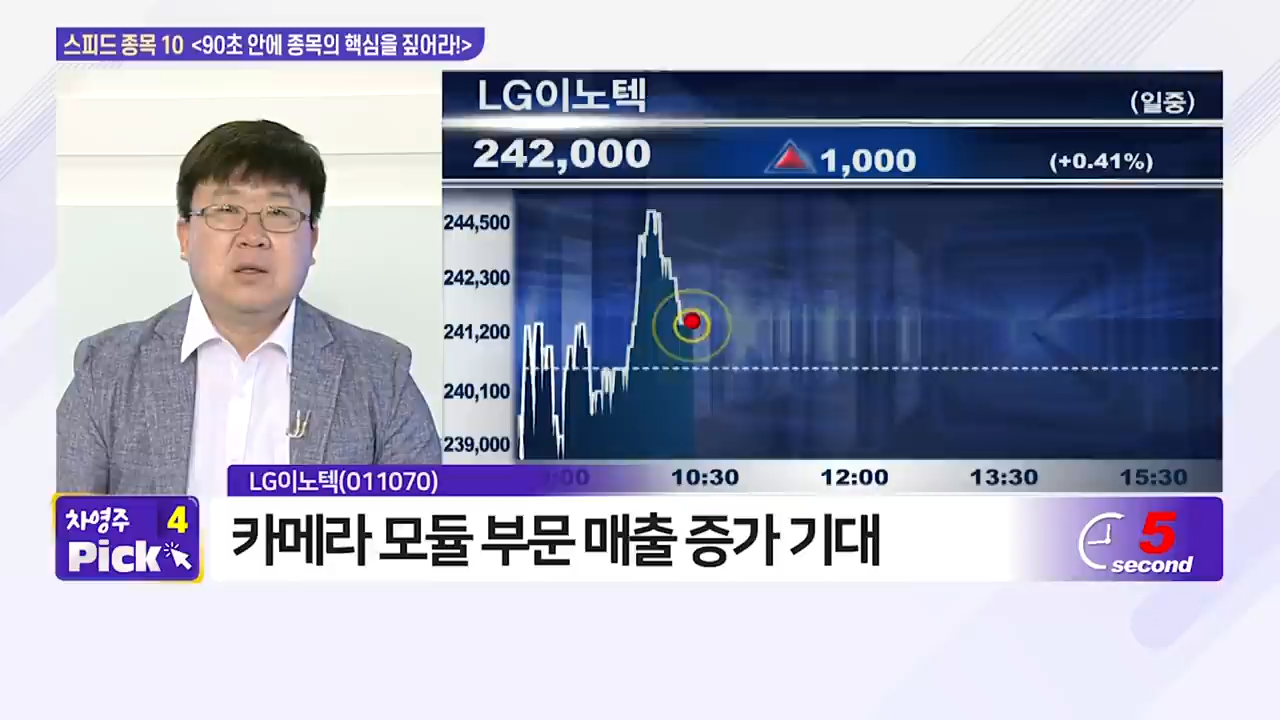 스피드 종목 10 <90초 안에 종목의 핵심을 짚어라!>
LG이노텍
(일중)
242,000 ▲ 1,000 (+0.41%)
244,500
242,300
241,200
240,100
239,000
:00 10:30 12:00 13:30 15:30
LG이노텍(011070)
차영주 4
Pick
카메라 모듈 부문 매출 증가 기대
5
second